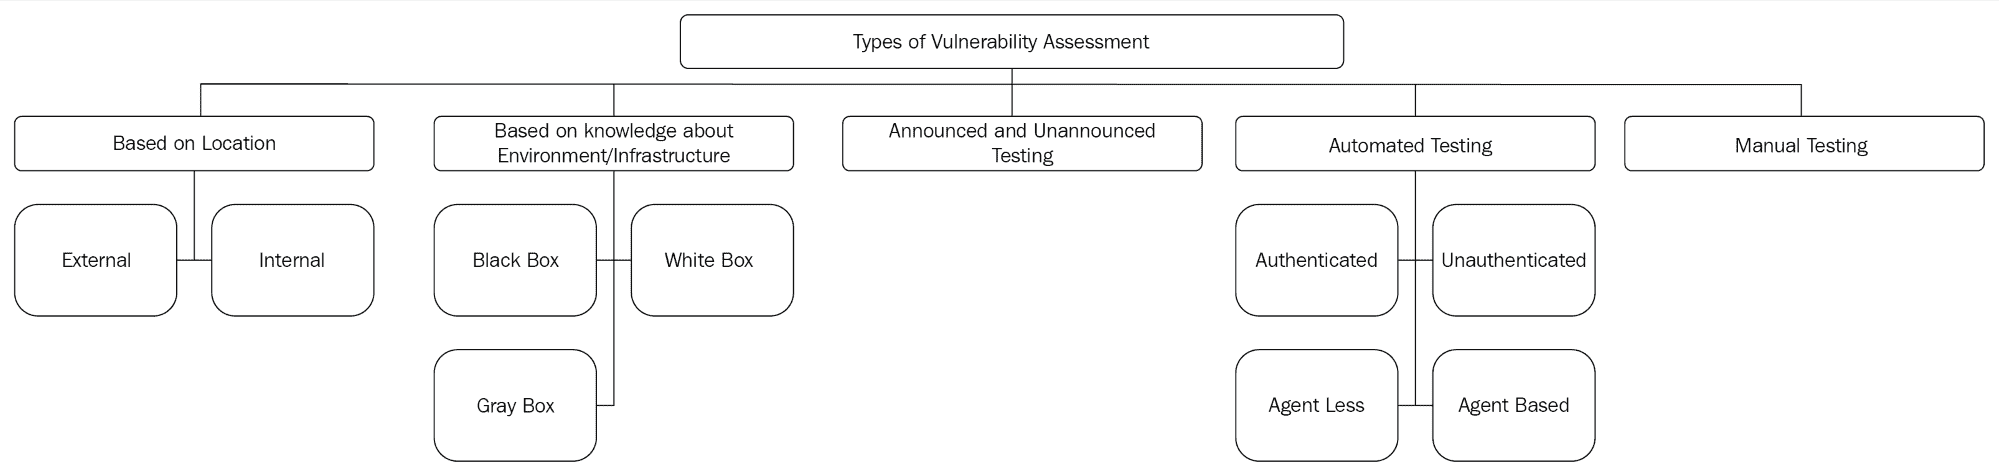 Types of Vulnerability Assessment
Based on Location
Based on knowledge about
Environment/Infrastructure
Announced and Unannounced
Testing
Automated Testing
Manual Testing
External
Internal
Black Box
White Box
Authenticated
Unauthenticated
Gray Box
Agent Less
Agent Based